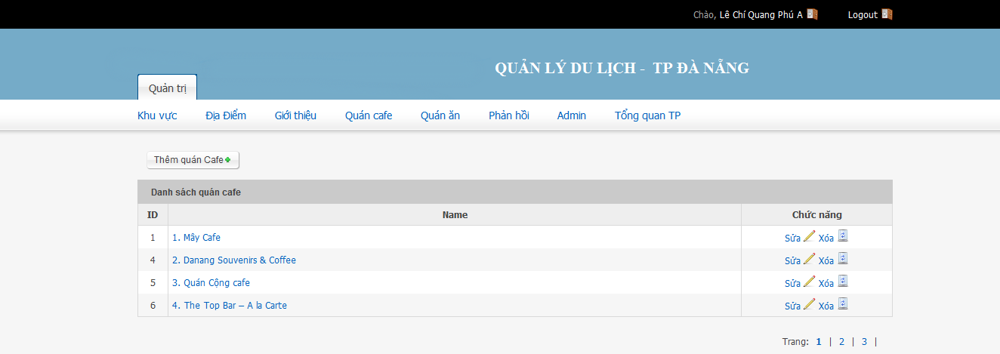 Chào, Lê Chí Quang Phú A Logout
QUẢN LÝ DU LỊCH - TP ĐÀ NẴNG
Quản trị
Khu vực Địa Điểm Giới thiệu Quán cafe Quán ăn Phản hồi Admin Tổng quan TP
Thêm quán Cafe
Danh sách quán cafe
ID Name Chức năng
1 1. Mây Cafe Sửa Xóa
4 2. Danang Souvenirs & Coffee Sửa Xóa
5 3. Quán Cộng cafe Sửa Xóa
6 4. The Top Bar – A la Carte Sửa Xóa
Trang: 1 | 2 | 3 |